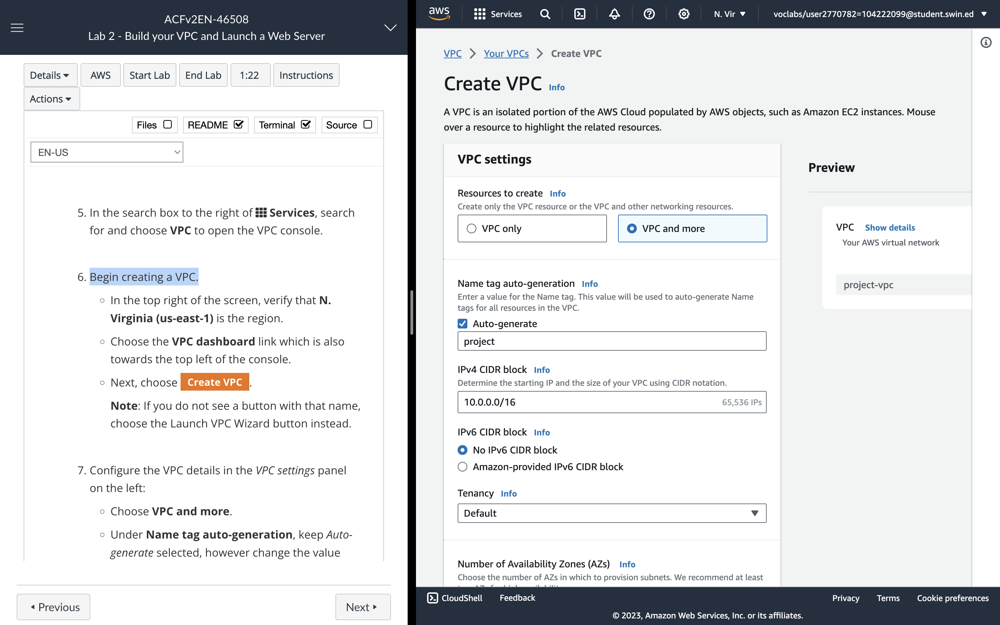 ACFv2EN-46508
Lab 2 - Build your VPC and Launch a Web Server
Details
AWS
Start Lab
End Lab
1:22
Instructions
Actions
Files
README
Terminal
Source
EN-US
5. In the search box to the right of Services, search
for and choose VPC to open the VPC console.
6. Begin creating a VPC.
In the top right of the screen, verify that N.
Virginia (us-east-1) is the region.
Choose the VPC dashboard link which is also
towards the top left of the console.
Next, choose Create VPC.
Note: If you do not see a button with that name,
choose the Launch VPC Wizard button instead.
7. Configure the VPC details in the VPC settings panel
on the left:
Choose VPC and more.
Under Name tag auto-generation, keep Auto-
generate selected, however change the value
Previous
Next
aws
Services
N. Vir
voclabs/user2770782=104222099@student.swin.ed
VPC
Your VPCs
Create VPC
Create VPC Info
A VPC is an isolated portion of the AWS Cloud populated by AWS objects, such as Amazon EC2 instances. Mouse
over a resource to highlight the related resources.
VPC settings
Resources to create Info
Create only the VPC resource or the VPC and other networking resources.
VPC only
VPC and more
Name tag auto-generation Info
Enter a value for the Name tag. This value will be used to auto-generate Name
tags for all resources in the VPC.
Auto-generate
project
IPv4 CIDR block Info
Determine the starting IP and the size of your VPC using CIDR notation.
10.0.0.0/16
65,536 IPs
IPv6 CIDR block Info
No IPv6 CIDR block
Amazon-provided IPv6 CIDR block
Tenancy Info
Default
Number of Availability Zones (AZs) Info
Choose the number of AZs in which to provision subnets. We recommend at least
Preview
VPC Show details
Your AWS virtual network
project-vpc
CloudShell
Feedback
Privacy
Terms
Cookie preferences
© 2023, Amazon Web Services, Inc. or its affiliates.